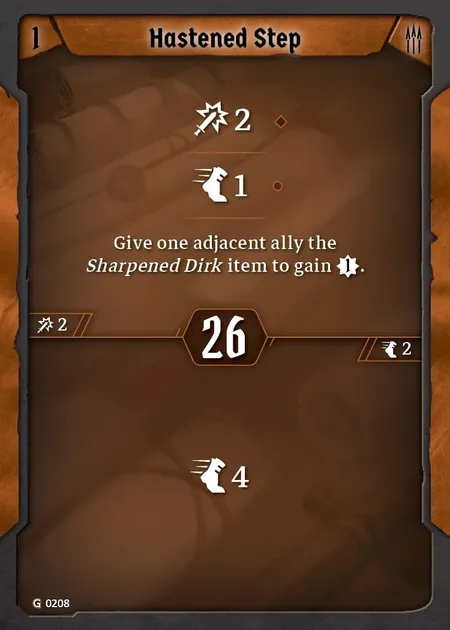 1
Hastened Step
2
1
Give one adjacent ally the
Sharpened Dirk item to gain 1.
2
26
2
4
G 0208